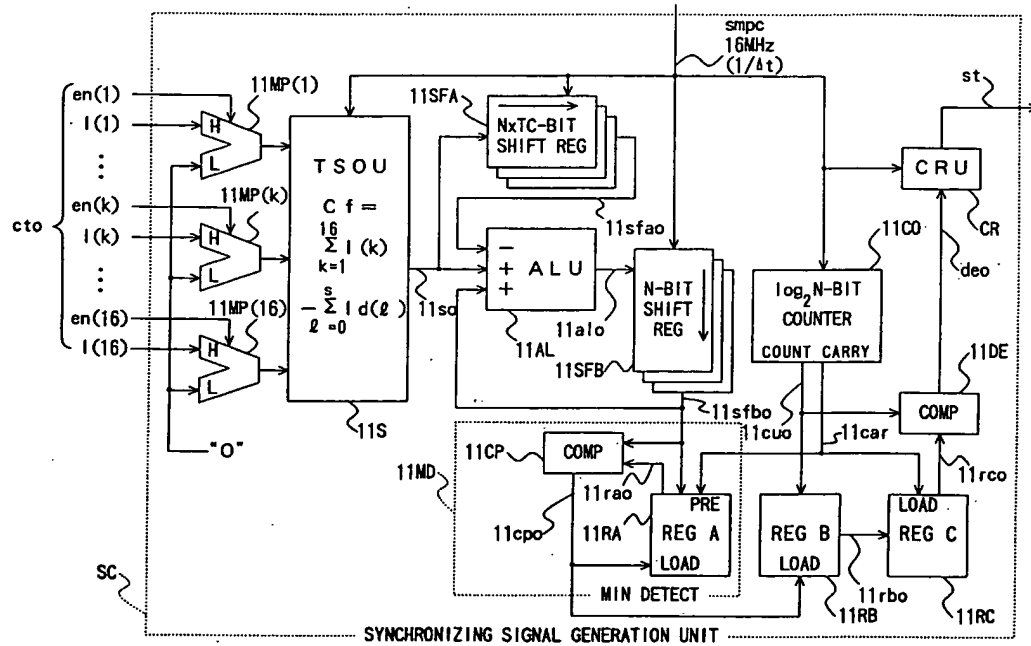 smpc
16MHz
(1/Δt)
st
en(1)
I(1)
⋮
en(k)
cto
I(k)
⋮
en(16)
I(16)
"0"
11MP(1)
H
L
11MP(k)
H
L
11MP(16)
H
L
TSOU
Cf=
16
Σ I(k)
k=1
s
-Σ Id(ℓ)
ℓ=0
11S
11so
11SFA
NxTC-BIT
SHIFT REG
11sfao
-
+ ALU
+
11AL
11alo
N-BIT
SHIFT
REG
11SFB
11sfbo
CRU
CR
deo
11CO
log2N-BIT
COUNTER
COUNT CARRY
11cuo
11car
11DE
COMP
11rco
11MD
11CP
COMP
11rao
11cpo
11RA
PRE
REG A
LOAD
MIN DETECT
REG B
LOAD
11RB
11rbo
LOAD
REG C
11RC
SC
SYNCHRONIZING SIGNAL GENERATION UNIT